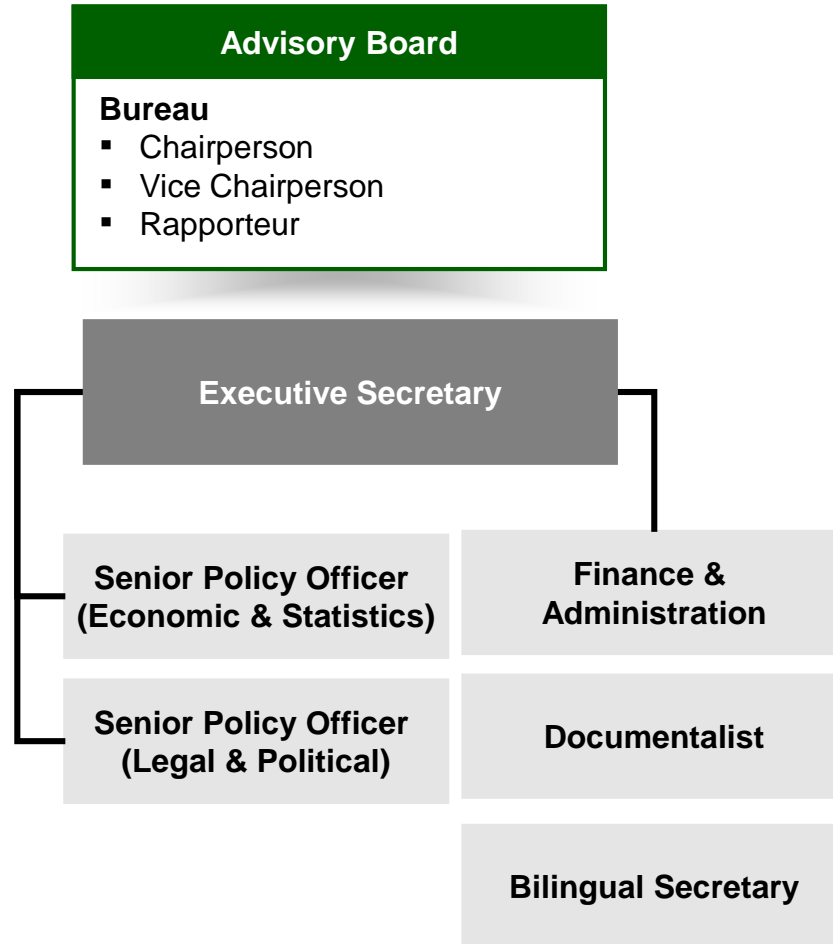 Advisory Board
Bureau
▪ Chairperson
▪ Vice Chairperson
▪ Rapporteur
Executive Secretary
Senior Policy Officer
(Economic & Statistics)
Finance &
Administration
Senior Policy Officer
(Legal & Political)
Documentalist
Bilingual Secretary